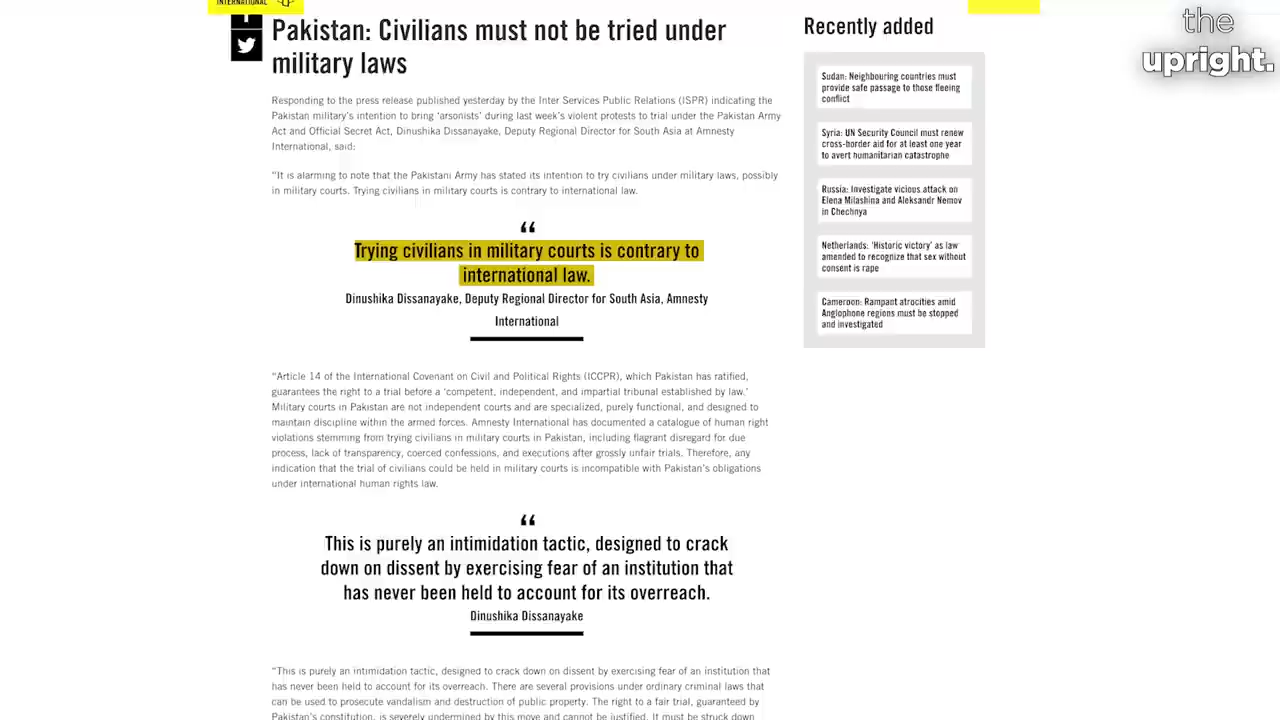 INTERNATIONAL
the
upright.
Pakistan: Civilians must not be tried under
military laws
Responding to the press release published yesterday by the Inter Services Public Relations (ISPR) indicating the
Pakistan military's intention to bring 'arsonists' during last week's violent protests to trial under the Pakistan Army
Act and Official Secret Act, Dinushika Dissanayake, Deputy Regional Director for South Asia at Amnesty
International, said:
"It is alarming to note that the Pakistani Army has stated its intention to try civilians under military laws, possibly
in military courts. Trying civilians in military courts is contrary to international law.
“
Trying civilians in military courts is contrary to
international law.
Dinushika Dissanayake, Deputy Regional Director for South Asia, Amnesty
International
"Article 14 of the International Covenant on Civil and Political Rights (ICCPR), which Pakistan has ratified,
guarantees the right to a trial before a 'competent, independent, and impartial tribunal established by law.'
Military courts in Pakistan are not independent courts and are specialized, purely functional, and designed to
maintain discipline within the armed forces. Amnesty International has documented a catalogue of human right
violations stemming from trying civilians in military courts in Pakistan, including flagrant disregard for due
process, lack of transparency, coerced confessions, and executions after grossly unfair trials. Therefore, any
indication that the trial of civilians could be held in military courts is incompatible with Pakistan's obligations
under international human rights law.
“
This is purely an intimidation tactic, designed to crack
down on dissent by exercising fear of an institution that
has never been held to account for its overreach.
Dinushika Dissanayake
"This is purely an intimidation tactic, designed to crack down on dissent by exercising fear of an institution that
has never been held to account for its overreach. There are several provisions under ordinary criminal laws that
can be used to prosecute vandalism and destruction of public property. The right to a fair trial, guaranteed by
Pakistan's constitution, is severely undermined by this move and cannot be justified. It must be struck down
Recently added
Sudan: Neighbouring countries must
provide safe passage to those fleeing
conflict
Syria: UN Security Council must renew
cross-border aid for at least one year
to avert humanitarian catastrophe
Russia: Investigate vicious attack on
Elena Milashina and Aleksandr Nemov
in Chechnya
Netherlands: 'Historic victory' as law
amended to recognize that sex without
consent is rape
Cameroon: Rampant atrocities amid
Anglophone regions must be stopped
and investigated